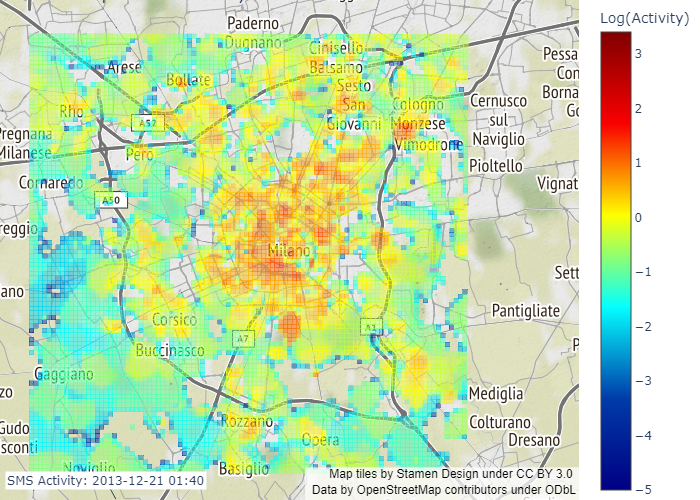 Log(Activity)
Paderno
Dugnano
Cinisello
Balsamo
Arese
Bollate
Sesto
San
Giovanni
Pessa
Con
Borna
Go
Rho
A52
Cologno
Monzese
Cernusco
sul
Naviglio
Pregnana
Milanese
Pero
Vimodrone
Pioltello
Cornaredo
A50
Vignat
reggio
Milano
Sett
ano
Pantigliate
Corsico
A7
A1
P
Buccinasco
Gaggiano
zo
Mediglia
Rozzano
Colturano
Gudo
sconti
Opera
Dresano
Noviglio
Basiglio
3
2
1
0
−1
−2
−3
−4
−5
SMS Activity: 2013-12-21 01:40
Map tiles by Stamen Design under CC BY 3.0
Data by OpenStreetMap contributors under ODbL